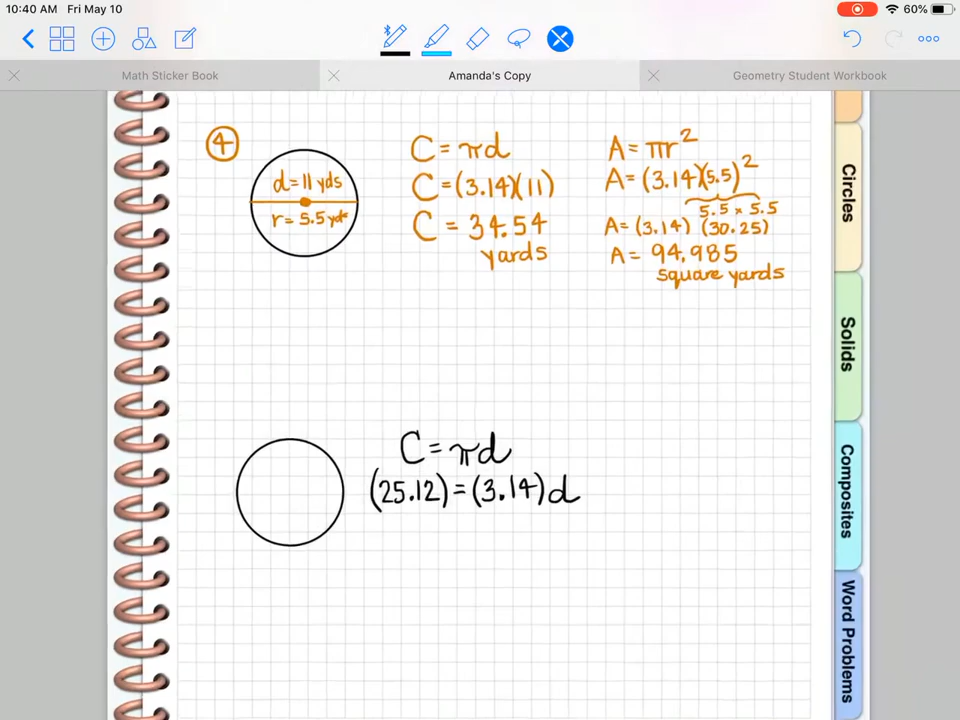 10:40 AM Fri May 10
60%
Math Sticker Book
Amanda's Copy
Geometry Student Workbook
4
d = 11 yds
r = 5.5 yds
C = πd
C = (3.14)(11)
C = 34.54
yards
A = πr²
A = (3.14)(5.5)²
5.5 × 5.5
A = (3.14) (30.25)
A = 94.985
square yards
C = πd
(25.12) = (3.14)d
Circles
Solids
Composites
Word Problems